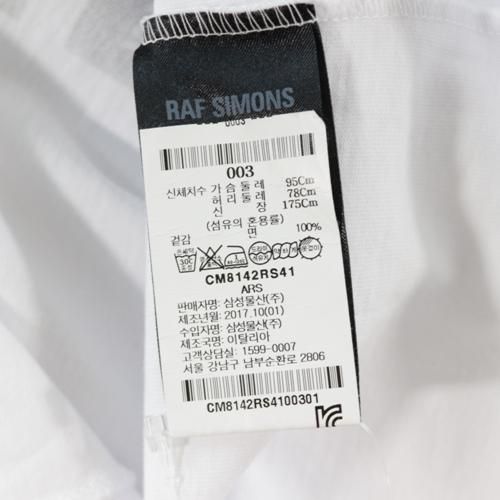 RAF SIMONS
003
신체치수 가슴둘레 95Cm
허리둘레 78Cm
신 장 175Cm
(섬유의 혼용률)
겉감 면 100%
CM8142RS41
ARS
판매자명: 삼성물산(주)
제조년월: 2017.10(01)
수입자명: 삼성물산(주)
제조국명: 이탈리아
고객상담실: 1599-0007
서울 강남구 남부순환로 2806
CM8142RS4100301